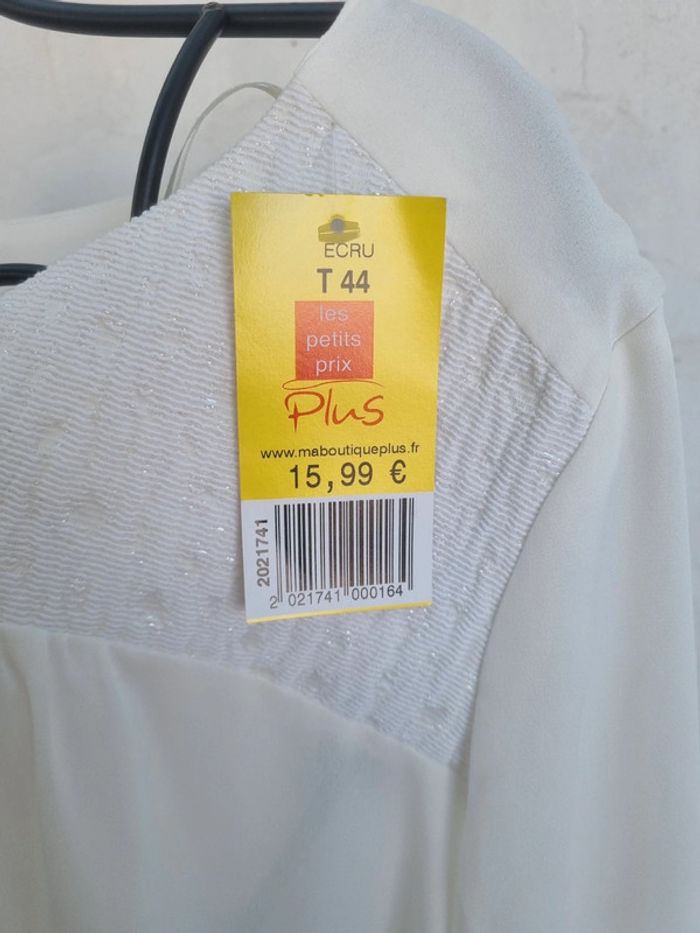 ECRU
T 44
les
petits
prix
Plus
www.maboutiqueplus.fr
15,99 €
2021741
2 021741 000164